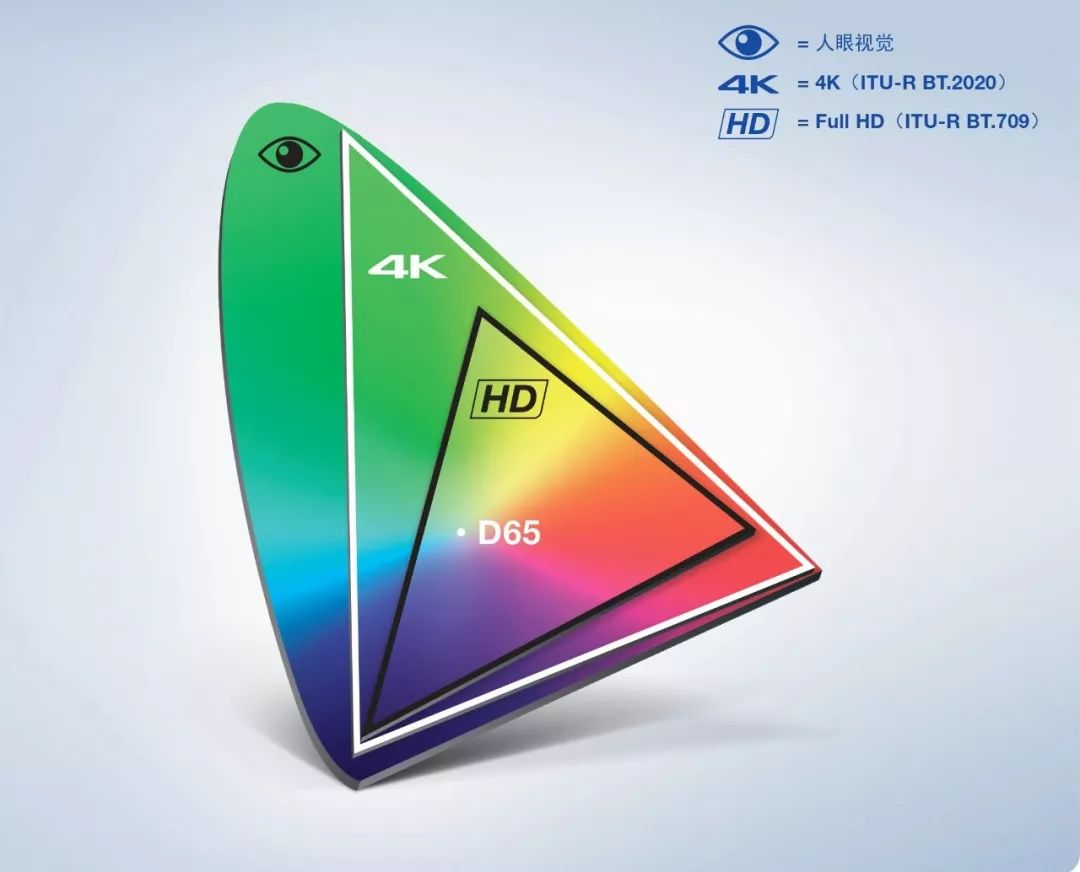 = 人眼视觉
4K = 4K（ITU-R BT.2020）
HD = Full HD（ITU-R BT.709）
4K
HD
D65